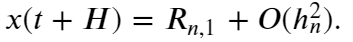 x(t + H) = R_{n,1} + O(h_n^2).